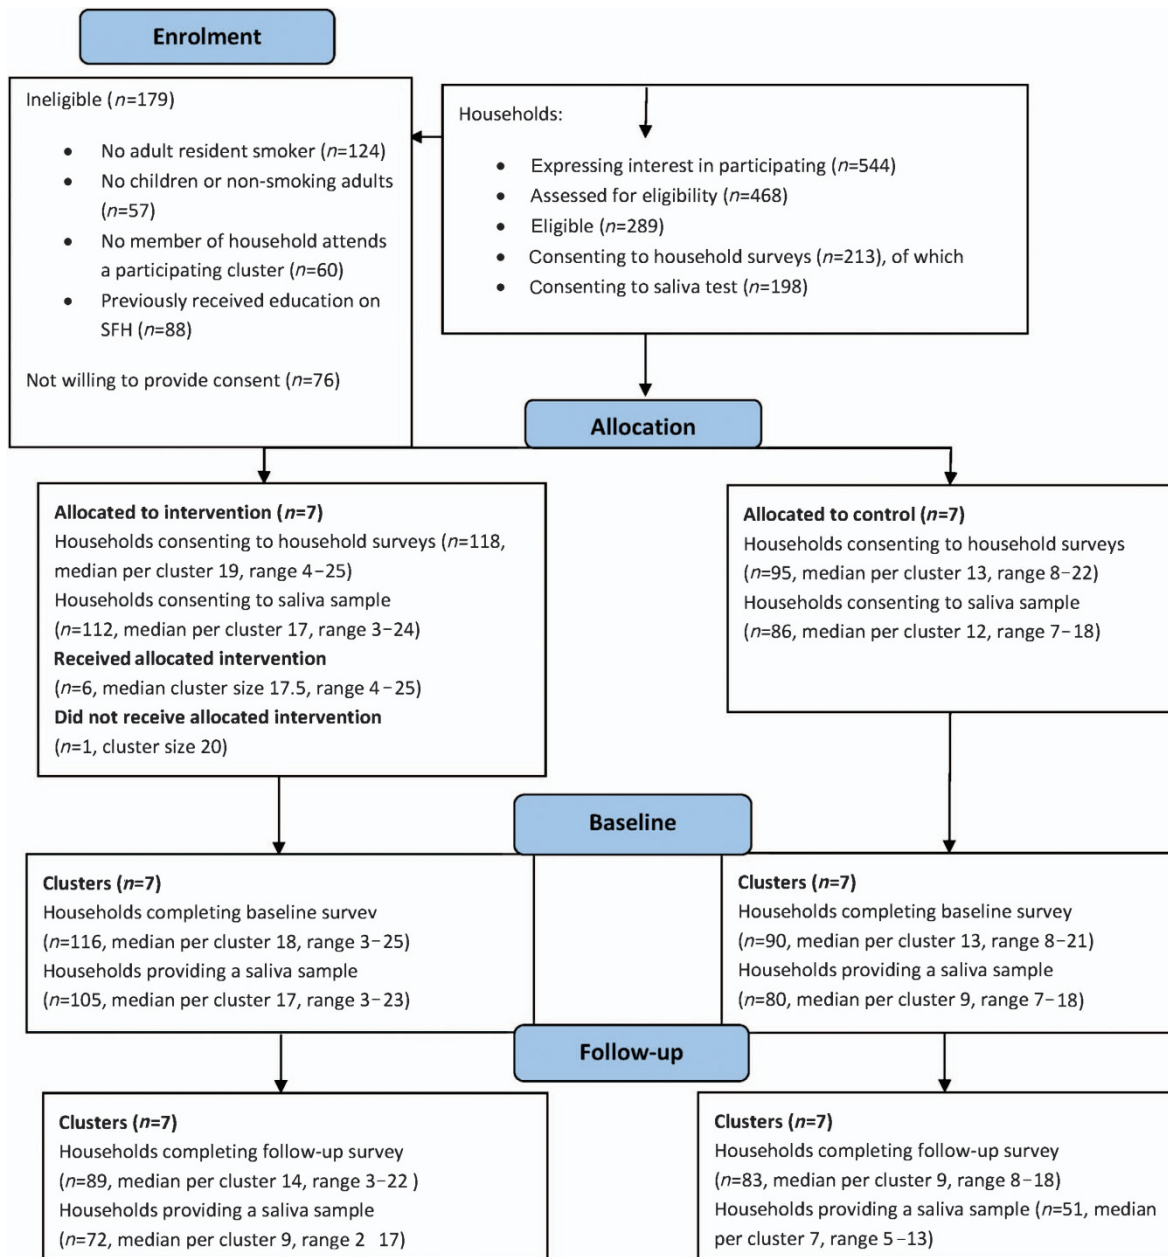 Enrolment
Ineligible (n=179)
• No adult resident smoker (n=124)
• No children or non-smoking adults
(n=57)
• No member of household attends
a participating cluster (n=60)
• Previously received education on
SFH (n=88)
Not willing to provide consent (n=76)
Households:
• Expressing interest in participating (n=544)
• Assessed for eligibility (n=468)
• Eligible (n=289)
• Consenting to household surveys (n=213), of which
• Consenting to saliva test (n=198)
Allocation
Allocated to intervention (n=7)
Households consenting to household surveys (n=118,
median per cluster 19, range 4–25)
Households consenting to saliva sample
(n=112, median per cluster 17, range 3–24)
Received allocated intervention
(n=6, median cluster size 17.5, range 4–25)
Did not receive allocated intervention
(n=1, cluster size 20)
Allocated to control (n=7)
Households consenting to household surveys
(n=95, median per cluster 13, range 8–22)
Households consenting to saliva sample
(n=86, median per cluster 12, range 7–18)
Baseline
Clusters (n=7)
Households completing baseline survev
(n=116, median per cluster 18, range 3–25)
Households providing a saliva sample
(n=105, median per cluster 17, range 3–23)
Clusters (n=7)
Households completing baseline survey
(n=90, median per cluster 13, range 8–21)
Households providing a saliva sample
(n=80, median per cluster 9, range 7–18)
Follow-up
Clusters (n=7)
Households completing follow-up survey
(n=89, median per cluster 14, range 3–22 )
Households providing a saliva sample
(n=72, median per cluster 9, range 2 17)
Clusters (n=7)
Households completing follow-up survey
(n=83, median per cluster 9, range 8–18)
Households providing a saliva sample (n=51, median
per cluster 7, range 5–13)